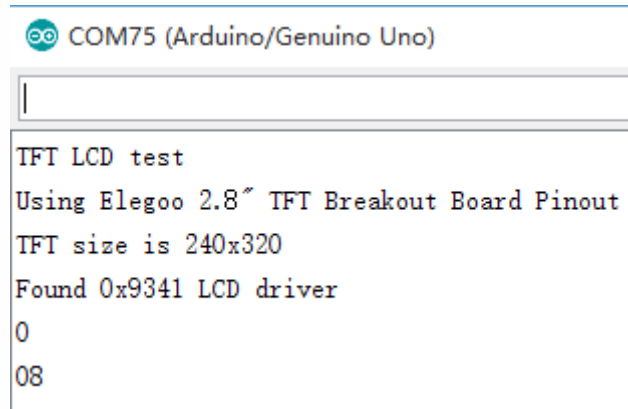 COM75 (Arduino/Genuino Uno)
TFT LCD test
Using Elegoo 2.8″ TFT Breakout Board Pinout
TFT size is 240x320
Found 0x9341 LCD driver
0
08